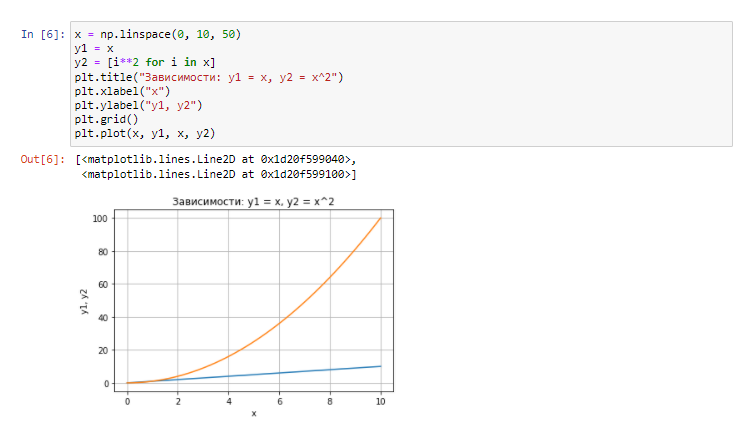 In [6]: x = np.linspace(0, 10, 50)
y1 = x
y2 = [i**2 for i in x]
plt.title("Зависимости: y1 = x, y2 = x^2")
plt.xlabel("x")
plt.ylabel("y1, y2")
plt.grid()
plt.plot(x, y1, x, y2)
Out[6]: [<matplotlib.lines.Line2D at 0x1d20f599040>,
<matplotlib.lines.Line2D at 0x1d20f599100>]
Зависимости: y1 = x, y2 = x^2
100
80
60
40
20
0
y1, y2
0 2 4 6 8 10
x